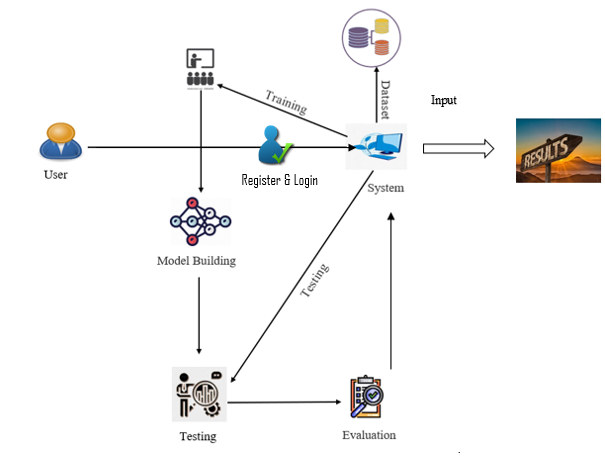 Training
Dataset
Input
RESULTS
User
Register & Login
System
Model Building
Testing
Testing
Evaluation